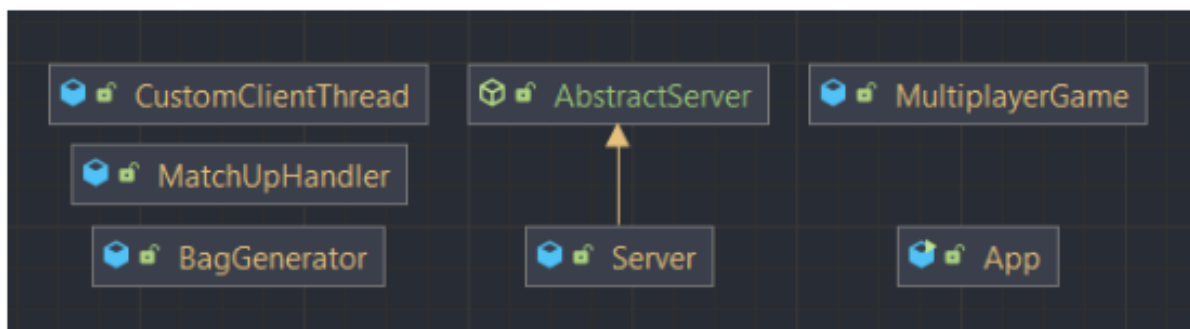 CustomClientThread
AbstractServer
MultiplayerGame
MatchUpHandler
BagGenerator
Server
App